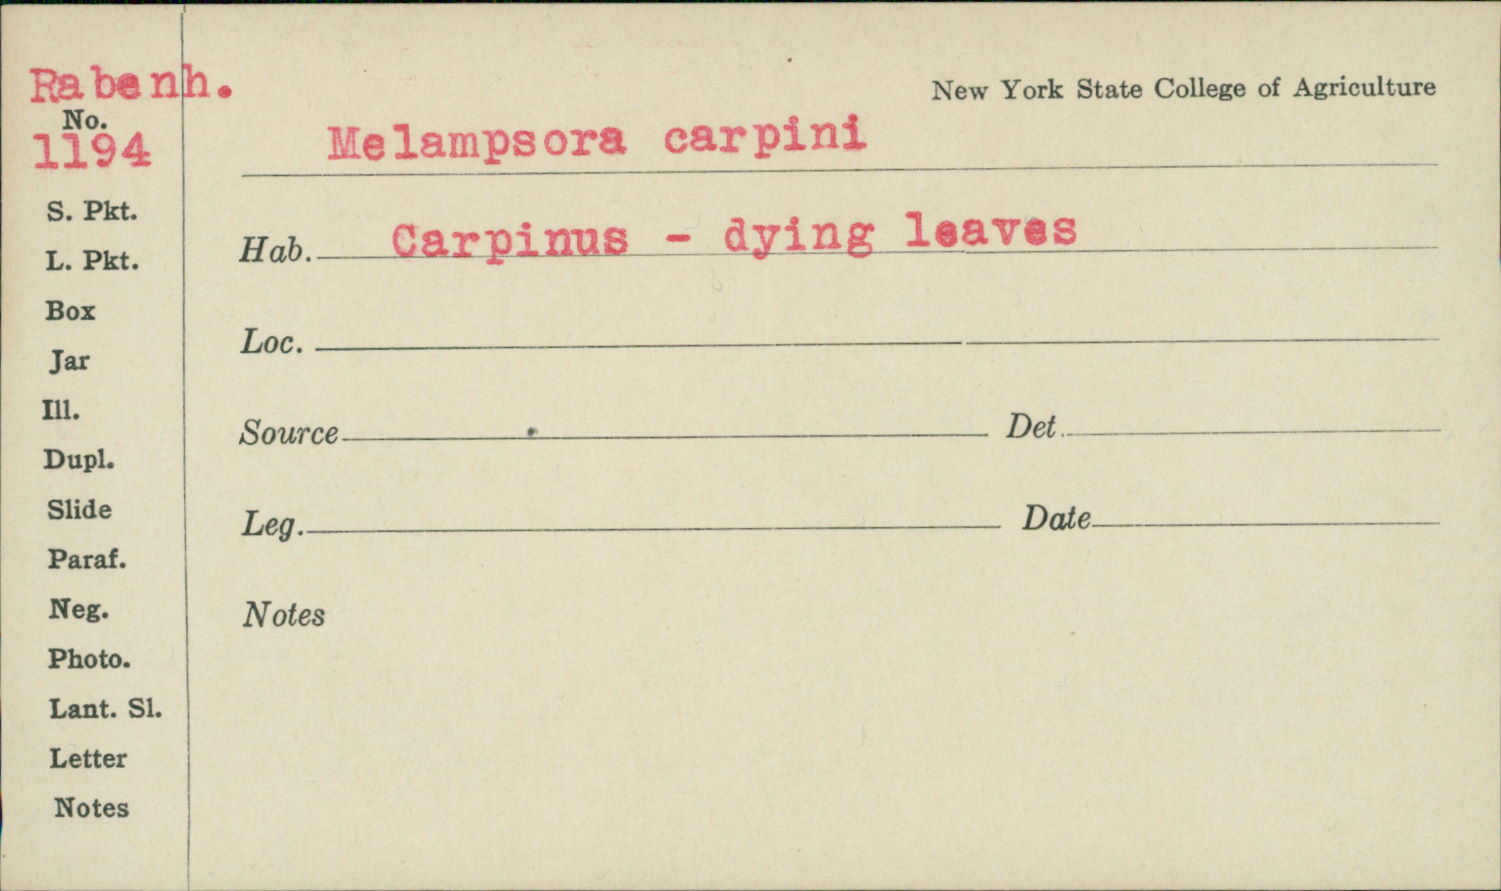 Rabenh.
No.
1194
S. Pkt.
L. Pkt.
Box
Jar
Ill.
Dupl.
Slide
Paraf.
Neg.
Photo.
Lant. Sl.
Letter
Notes
New York State College of Agriculture
Melampsora carpini
Hab. Carpinus - dying leaves
Loc.
Source Det.
Leg. Date
Notes